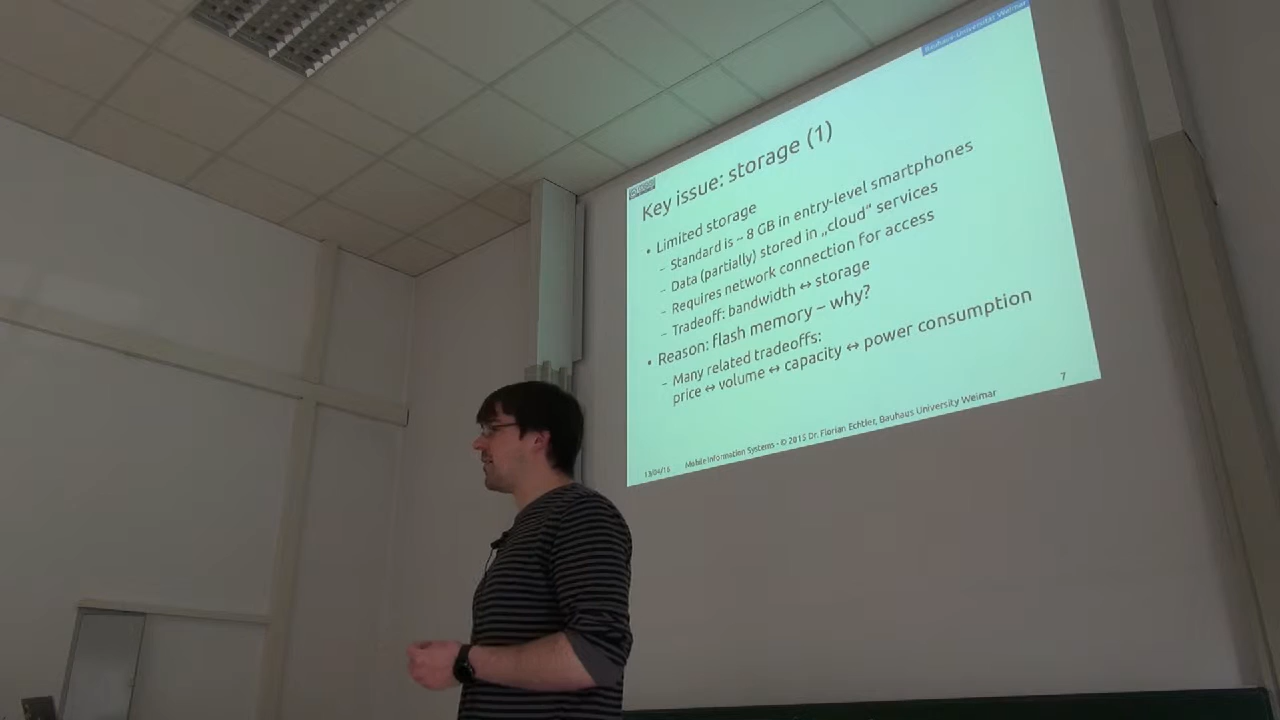 Bauhaus-Universität Weimar
Key issue: storage (1)
• Limited storage
– Standard is ~ 8 GB in entry-level smartphones
– Data (partially) stored in „cloud“ services
– Requires network connection for access
– Tradeoff: bandwidth ↔ storage
• Reason: flash memory – why?
– Many related tradeoffs:
price ↔ volume ↔ capacity ↔ power consumption
13/04/16
Mobile Information Systems - © 2015 Dr. Florian Echtler, Bauhaus University Weimar
7